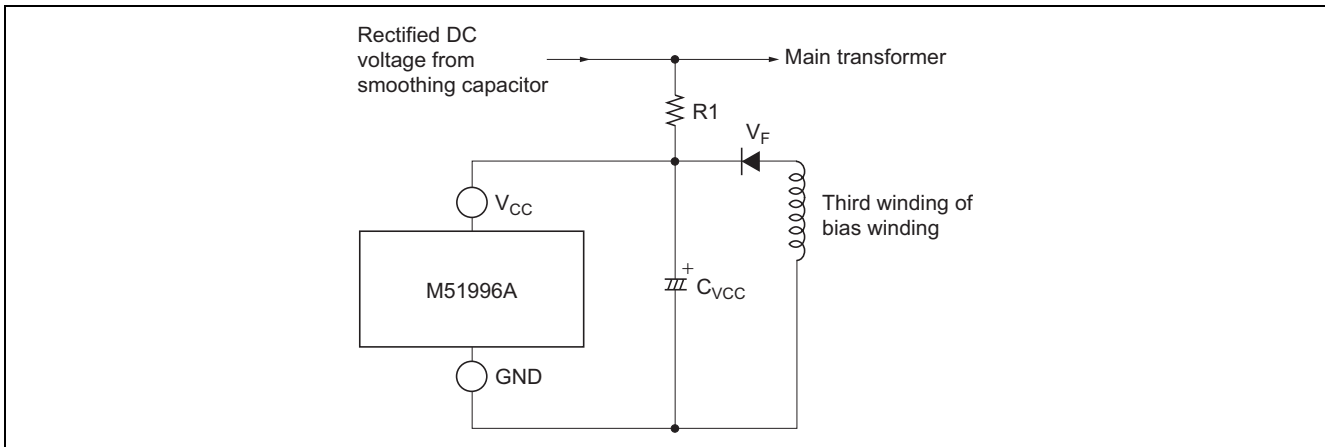 Rectified DC
voltage from
smoothing capacitor
Main transformer
R1
VF
VCC
Third winding of
bias winding
M51996A
+
CVCC
GND